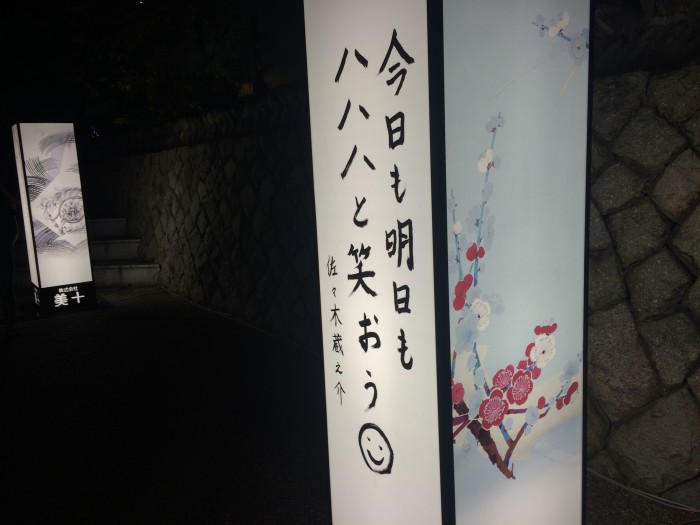 今日も明日も
ハハハと笑おう
佐々木蔵之介
株式会社
美十